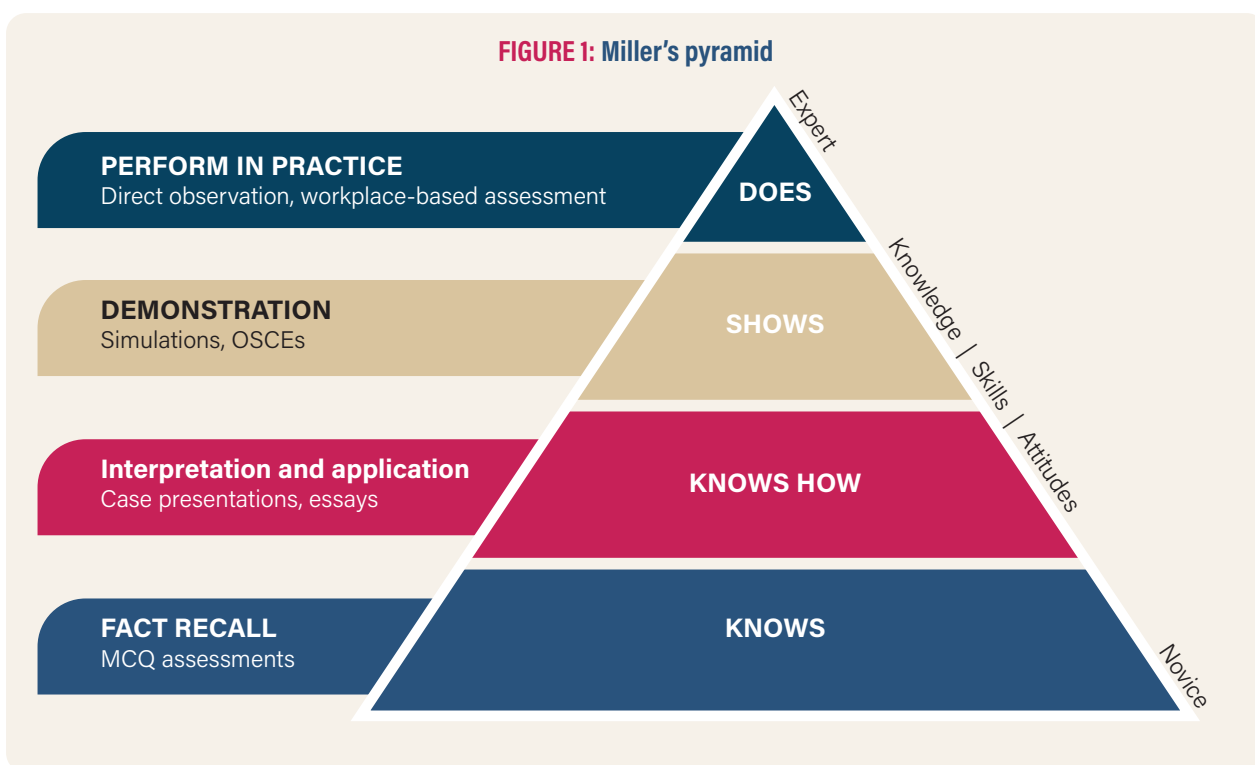 FIGURE 1: Miller's pyramid
Expert
PERFORM IN PRACTICE
Direct observation, workplace-based assessment
DOES
Knowledge | Skills | Attitudes
DEMONSTRATION
Simulations, OSCEs
SHOWS
Interpretation and application
Case presentations, essays
KNOWS HOW
FACT RECALL
MCQ assessments
KNOWS
Novice